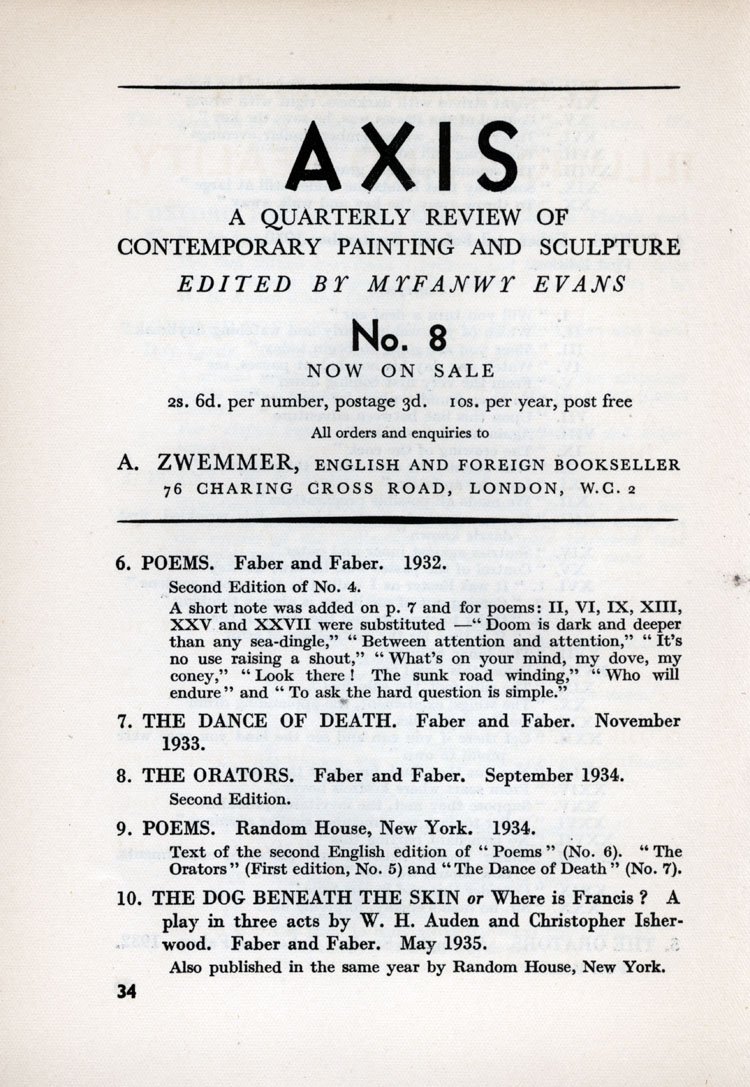 AXIS
A QUARTERLY REVIEW OF
CONTEMPORARY PAINTING AND SCULPTURE
EDITED BY MYFANWY EVANS
No. 8
NOW ON SALE
2s. 6d. per number, postage 3d. 10s. per year, post free
All orders and enquiries to
A. ZWEMMER, ENGLISH AND FOREIGN BOOKSELLER
76 CHARING CROSS ROAD, LONDON, W.C. 2
6. POEMS. Faber and Faber. 1932.
Second Edition of No. 4.
A short note was added on p. 7 and for poems: II, VI, IX, XIII,
XXV and XXVII were substituted —“ Doom is dark and deeper
than any sea-dingle,” “ Between attention and attention,” “ It's
no use raising a shout,” “ What's on your mind, my dove, my
coney,” “ Look there ! The sunk road winding,” “ Who will
endure ” and “ To ask the hard question is simple.”
7. THE DANCE OF DEATH. Faber and Faber. November
1933.
8. THE ORATORS. Faber and Faber. September 1934.
Second Edition.
9. POEMS. Random House, New York. 1934.
Text of the second English edition of “ Poems ” (No. 6). “ The
Orators ” (First edition, No. 5) and “ The Dance of Death ” (No. 7).
10. THE DOG BENEATH THE SKIN or Where is Francis ? A
play in three acts by W. H. Auden and Christopher Isher-
wood. Faber and Faber. May 1935.
Also published in the same year by Random House, New York.
34